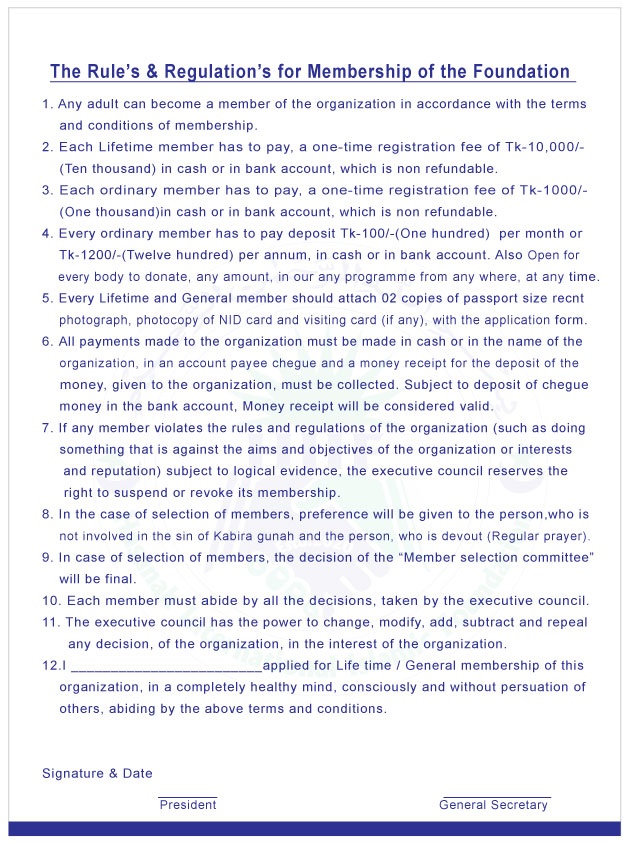 The Rule's & Regulation's for Membership of the Foundation
1. Any adult can become a member of the organization in accordance with the terms
and conditions of membership.
2. Each Lifetime member has to pay, a one-time registration fee of Tk-10,000/-
(Ten thousand) in cash or in bank account, which is non refundable.
3. Each ordinary member has to pay, a one-time registration fee of Tk-1000/-
(One thousand)in cash or in bank account, which is non refundable.
4. Every ordinary member has to pay deposit Tk-100/-(One hundred)  per month or
Tk-1200/-(Twelve hundred) per annum, in cash or in bank account. Also Open for
every body to donate, any amount, in our any programme from any where, at any time.
5. Every Lifetime and General member should attach 02 copies of passport size recnt
photograph, photocopy of NID card and visiting card (if any), with the application form.
6. All payments made to the organization must be made in cash or in the name of the
organization, in an account payee chegue and a money receipt for the deposit of the
money, given to the organization, must be collected. Subject to deposit of chegue
money in the bank account, Money receipt will be considered valid.
7. If any member violates the rules and regulations of the organization (such as doing
something that is against the aims and objectives of the organization or interests
and reputation) subject to logical evidence, the executive council reserves the
right to suspend or revoke its membership.
8. In the case of selection of members, preference will be given to the person,who is
not involved in the sin of Kabira gunah and the person, who is devout (Regular prayer).
9. In case of selection of members, the decision of the “Member selection committee”
will be final.
10. Each member must abide by all the decisions, taken by the executive council.
11. The executive council has the power to change, modify, add, subtract and repeal
any decision, of the organization, in the interest of the organization.
12.I ________________________applied for Life time / General membership of this
organization, in a completely healthy mind, consciously and without persuation of
others, abiding by the above terms and conditions.
Signature & Date
President
General Secretary